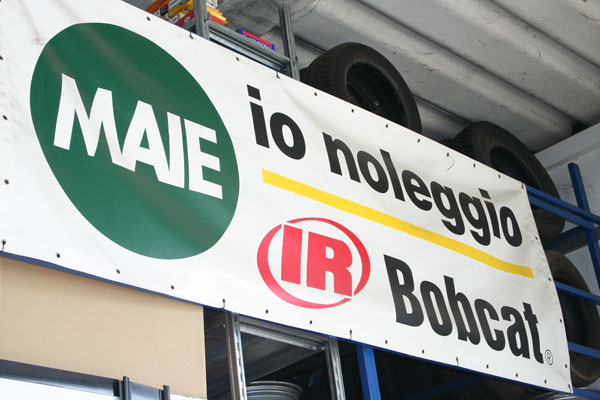 MAIE
io noleggio
IR Bobcat®